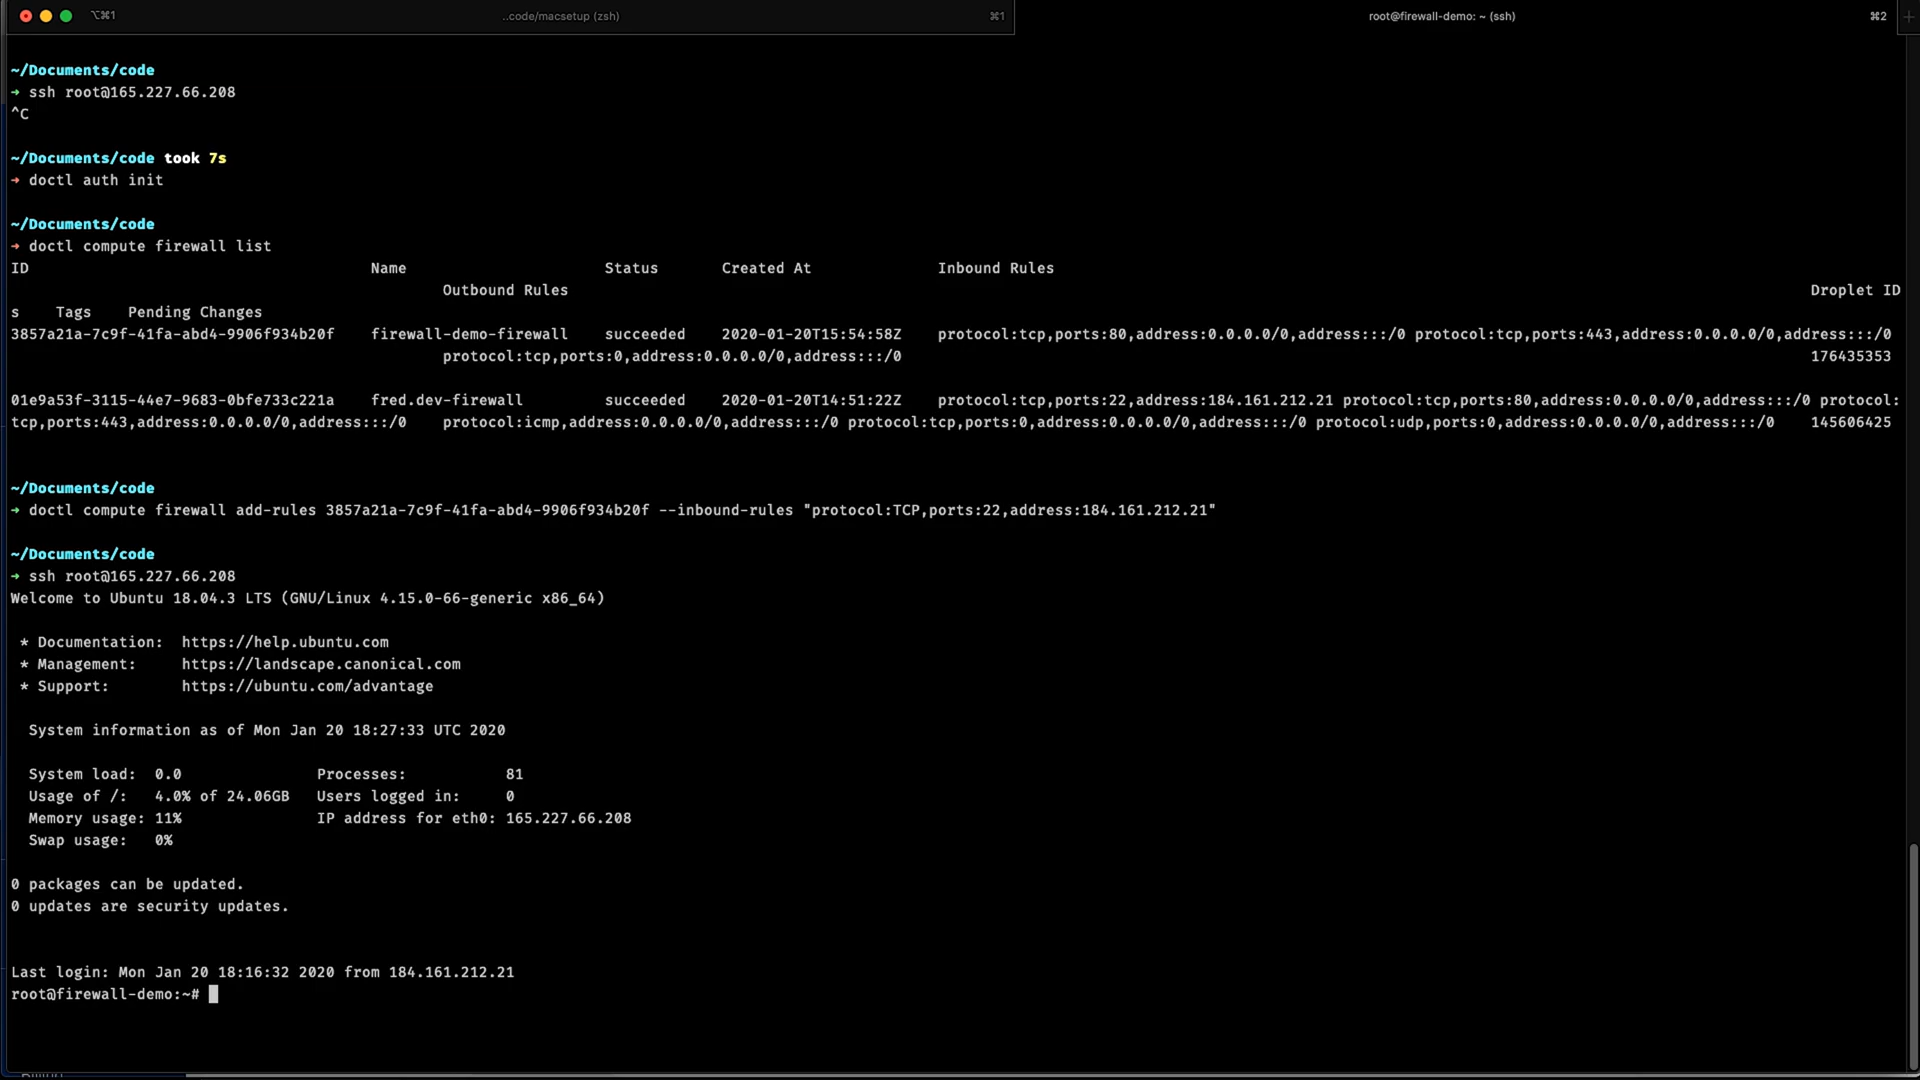 ⌥⌘1 ..code/macsetup (zsh) ⌘1 root@firewall-demo: ~ (ssh) ⌘2 +
~/Documents/code
→ ssh root@165.227.66.208
^C
~/Documents/code took 7s
→ doctl auth init
~/Documents/code
→ doctl compute firewall list
ID Name Status Created At Inbound Rules
Outbound Rules Droplet ID
s Tags Pending Changes
3857a21a-7c9f-41fa-abd4-9906f934b20f firewall-demo-firewall succeeded 2020-01-20T15:54:58Z protocol:tcp,ports:80,address:0.0.0.0/0,address:::/0 protocol:tcp,ports:443,address:0.0.0.0/0,address:::/0
protocol:tcp,ports:0,address:0.0.0.0/0,address:::/0 176435353
01e9a53f-3115-44e7-9683-0bfe733c221a fred.dev-firewall succeeded 2020-01-20T14:51:22Z protocol:tcp,ports:22,address:184.161.212.21 protocol:tcp,ports:80,address:0.0.0.0/0,address:::/0 protocol:
tcp,ports:443,address:0.0.0.0/0,address:::/0 protocol:icmp,address:0.0.0.0/0,address:::/0 protocol:tcp,ports:0,address:0.0.0.0/0,address:::/0 protocol:udp,ports:0,address:0.0.0.0/0,address:::/0 145606425
~/Documents/code
→ doctl compute firewall add-rules 3857a21a-7c9f-41fa-abd4-9906f934b20f --inbound-rules "protocol:TCP,ports:22,address:184.161.212.21"
~/Documents/code
→ ssh root@165.227.66.208
Welcome to Ubuntu 18.04.3 LTS (GNU/Linux 4.15.0-66-generic x86_64)
* Documentation: https://help.ubuntu.com
* Management: https://landscape.canonical.com
* Support: https://ubuntu.com/advantage
System information as of Mon Jan 20 18:27:33 UTC 2020
System load: 0.0 Processes: 81
Usage of /: 4.0% of 24.06GB Users logged in: 0
Memory usage: 11% IP address for eth0: 165.227.66.208
Swap usage: 0%
0 packages can be updated.
0 updates are security updates.
Last login: Mon Jan 20 18:16:32 2020 from 184.161.212.21
root@firewall-demo:~#